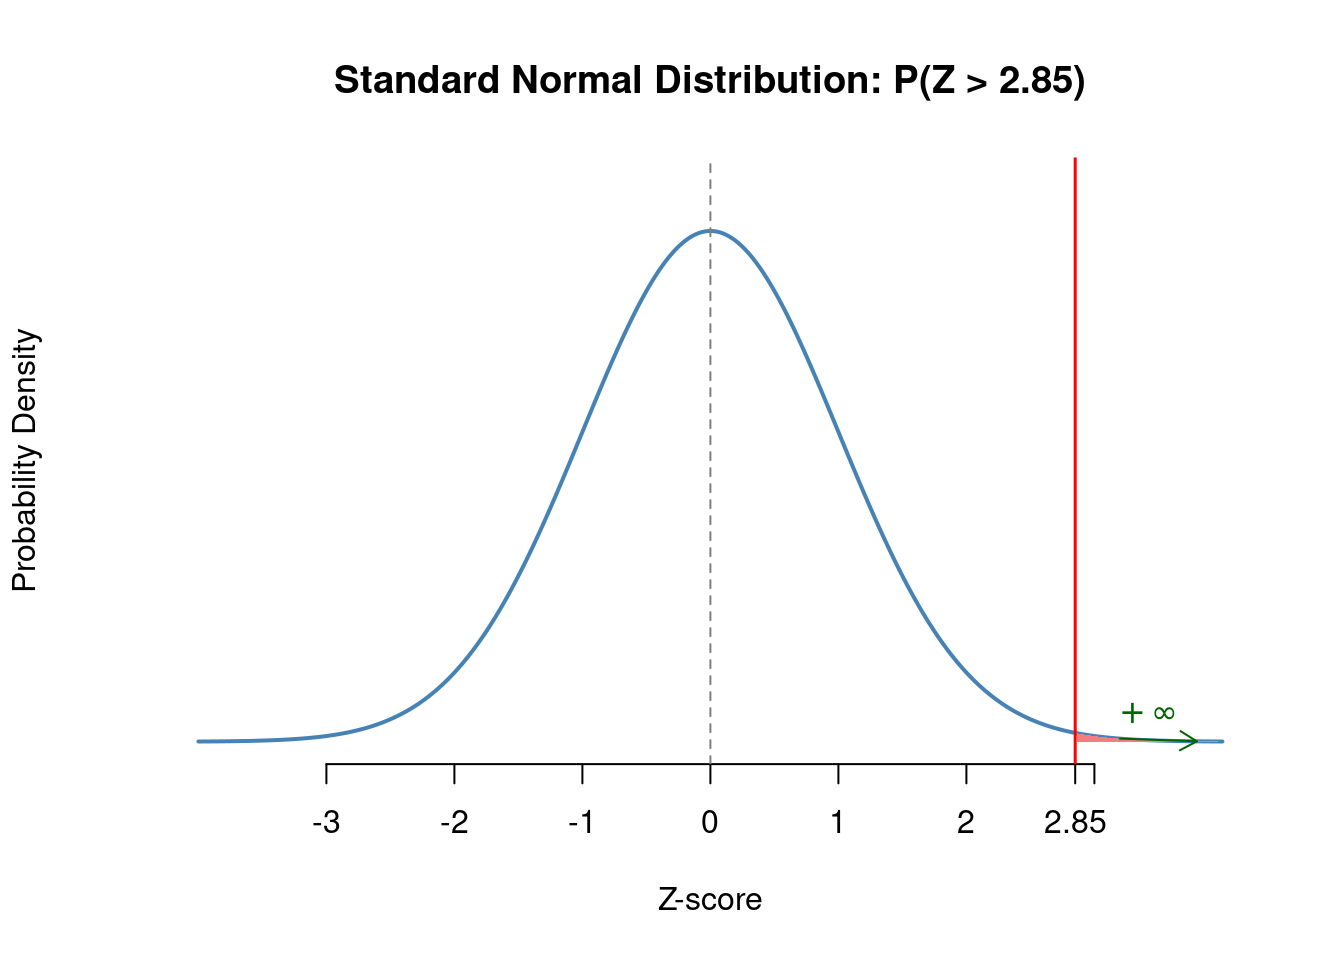 Standard Normal Distribution: P(Z > 2.85)
Probability Density
+ ∞
-3 -2 -1 0 1 2 2.85
Z-score